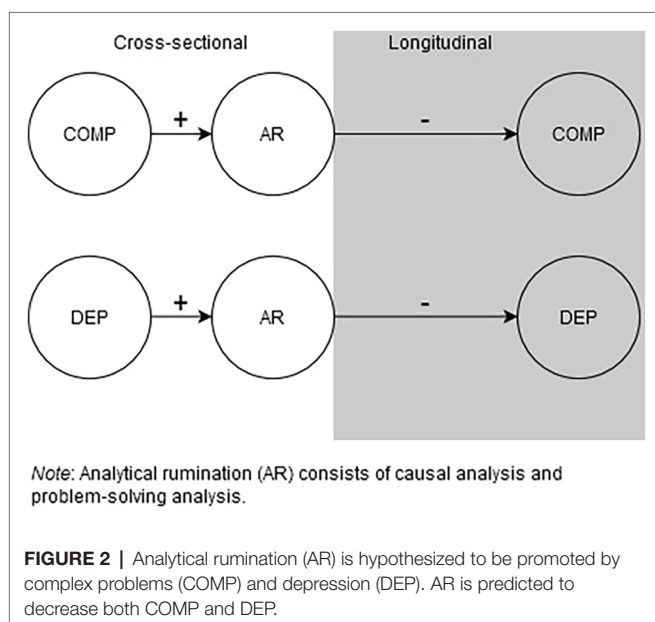 Cross-sectional Longitudinal
+ -
COMP AR COMP
+ -
DEP AR DEP
Note: Analytical rumination (AR) consists of causal analysis and
problem-solving analysis.
FIGURE 2 | Analytical rumination (AR) is hypothesized to be promoted by
complex problems (COMP) and depression (DEP). AR is predicted to
decrease both COMP and DEP.